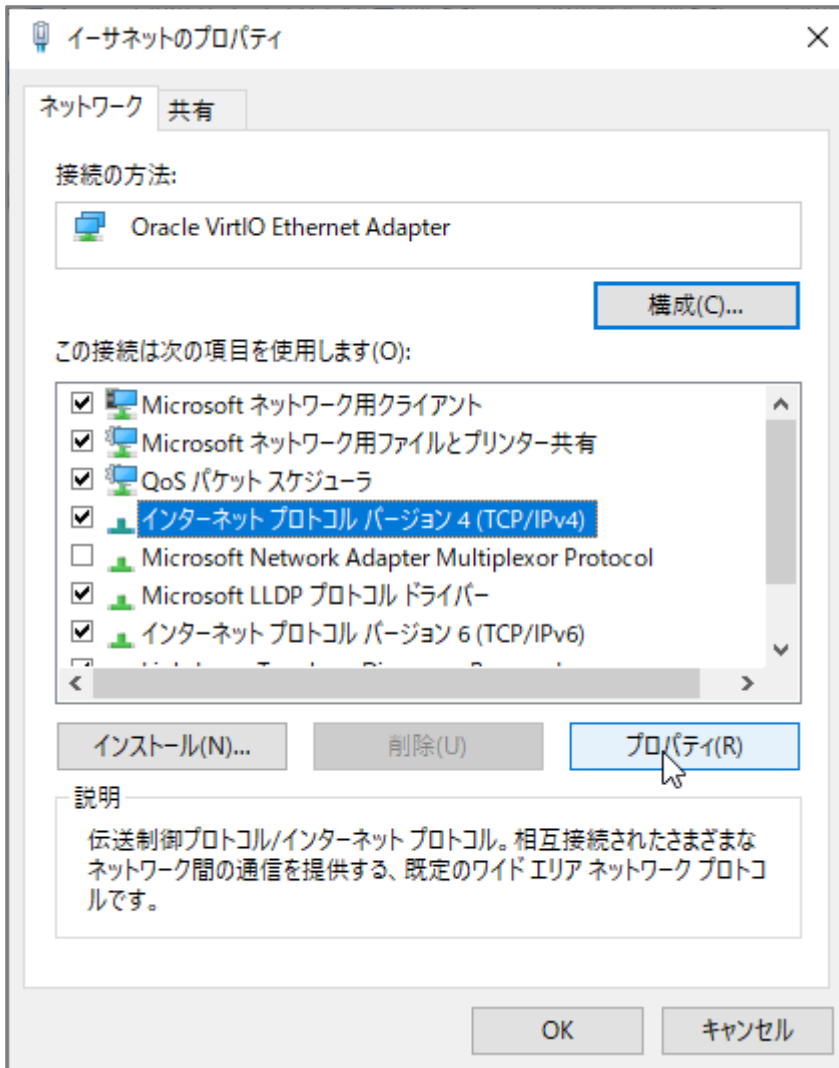 イーサネットのプロパティ
ネットワーク
共有
接続の方法:
Oracle VirtIO Ethernet Adapter
構成(C)...
この接続は次の項目を使用します(O):
Microsoft ネットワーク用クライアント
Microsoft ネットワーク用ファイルとプリンター共有
QoS パケット スケジューラ
インターネット プロトコル バージョン 4 (TCP/IPv4)
Microsoft Network Adapter Multiplexor Protocol
Microsoft LLDP プロトコル ドライバー
インターネット プロトコル バージョン 6 (TCP/IPv6)
インストール(N)...
削除(U)
プロパティ(R)
説明
伝送制御プロトコル/インターネット プロトコル。相互接続されたさまざまな
ネットワーク間の通信を提供する、既定のワイド エリア ネットワーク プロトコ
ルです。
OK
キャンセル